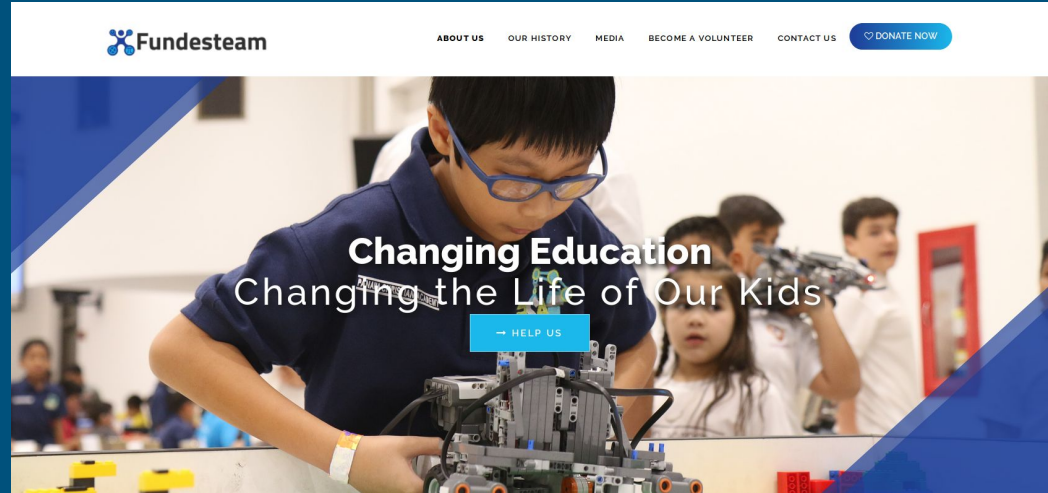 Fundesteam
ABOUT US
OUR HISTORY
MEDIA
BECOME A VOLUNTEER
CONTACT US
DONATE NOW
Changing Education
Changing the Life of Our Kids
→ HELP US